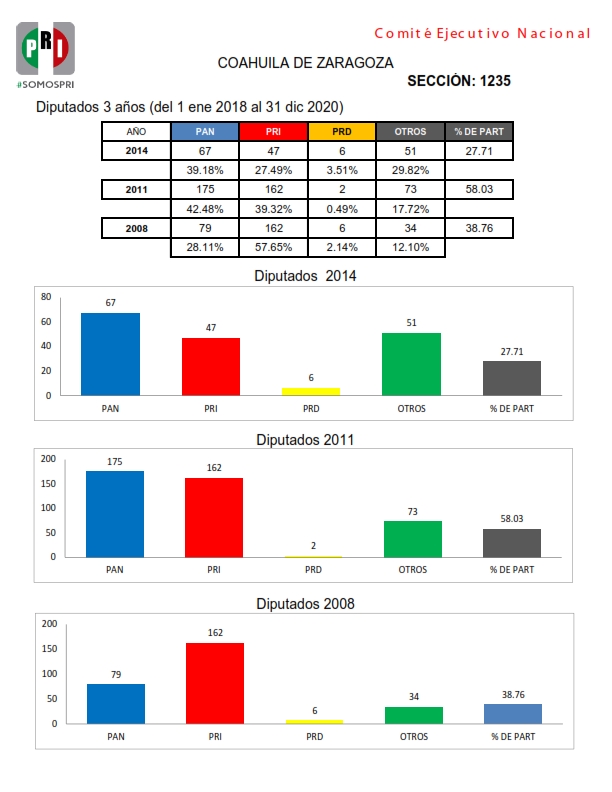 Comité Ejecutivo Nacional
PRI
#SOMOSPRI
COAHUILA DE ZARAGOZA
SECCIÓN: 1235
Diputados 3 años (del 1 ene 2018 al 31 dic 2020)
AÑO PAN PRI PRD OTROS % DE PART
2014 67 47 6 51 27.71
39.18% 27.49% 3.51% 29.82%
2011 175 162 2 73 58.03
42.48% 39.32% 0.49% 17.72%
2008 79 162 6 34 38.76
28.11% 57.65% 2.14% 12.10%
Diputados 2014
80
60
40
20
0
67 47 6 51 27.71
PAN PRI PRD OTROS % DE PART
Diputados 2011
200
150
100
50
0
175 162 2 73 58.03
PAN PRI PRD OTROS % DE PART
Diputados 2008
200
150
100
50
0
79 162 6 34 38.76
PAN PRI PRD OTROS % DE PART